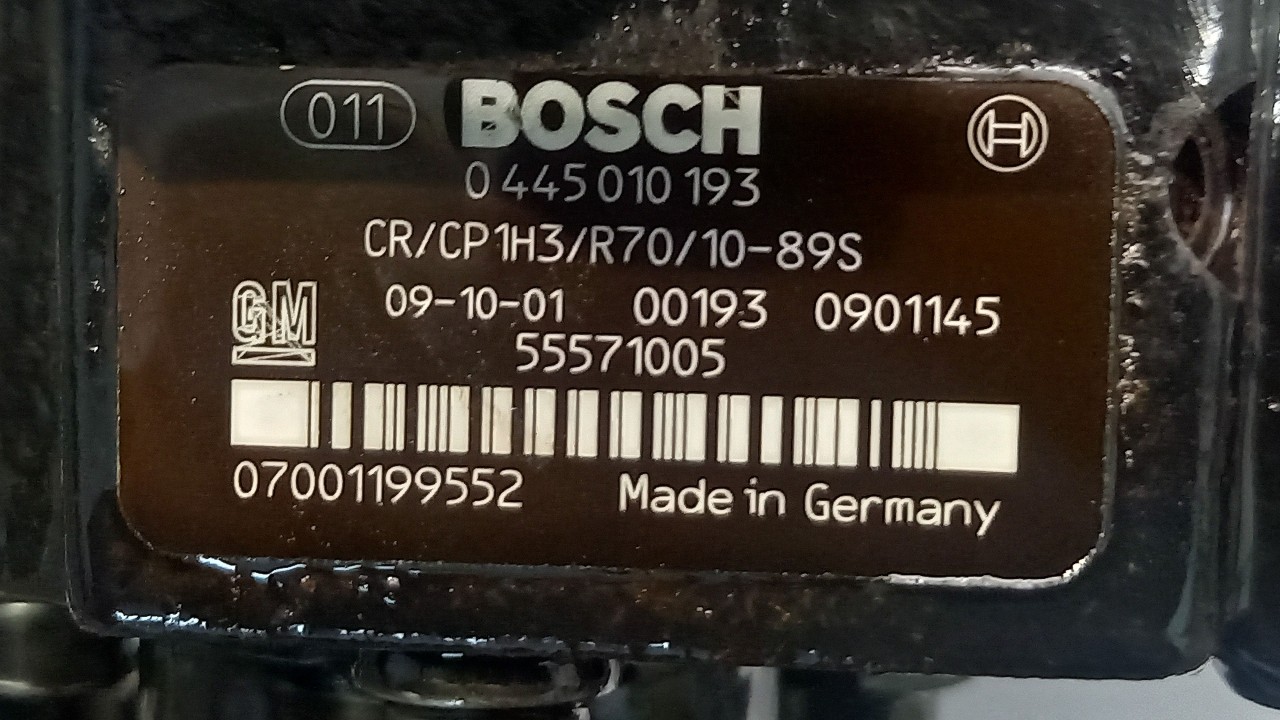 011 BOSCH
0 445 010 193
CR/CP1H3/R70/10-89S
GM 09-10-01 00193 0901145
55571005
07001199552 Made in Germany